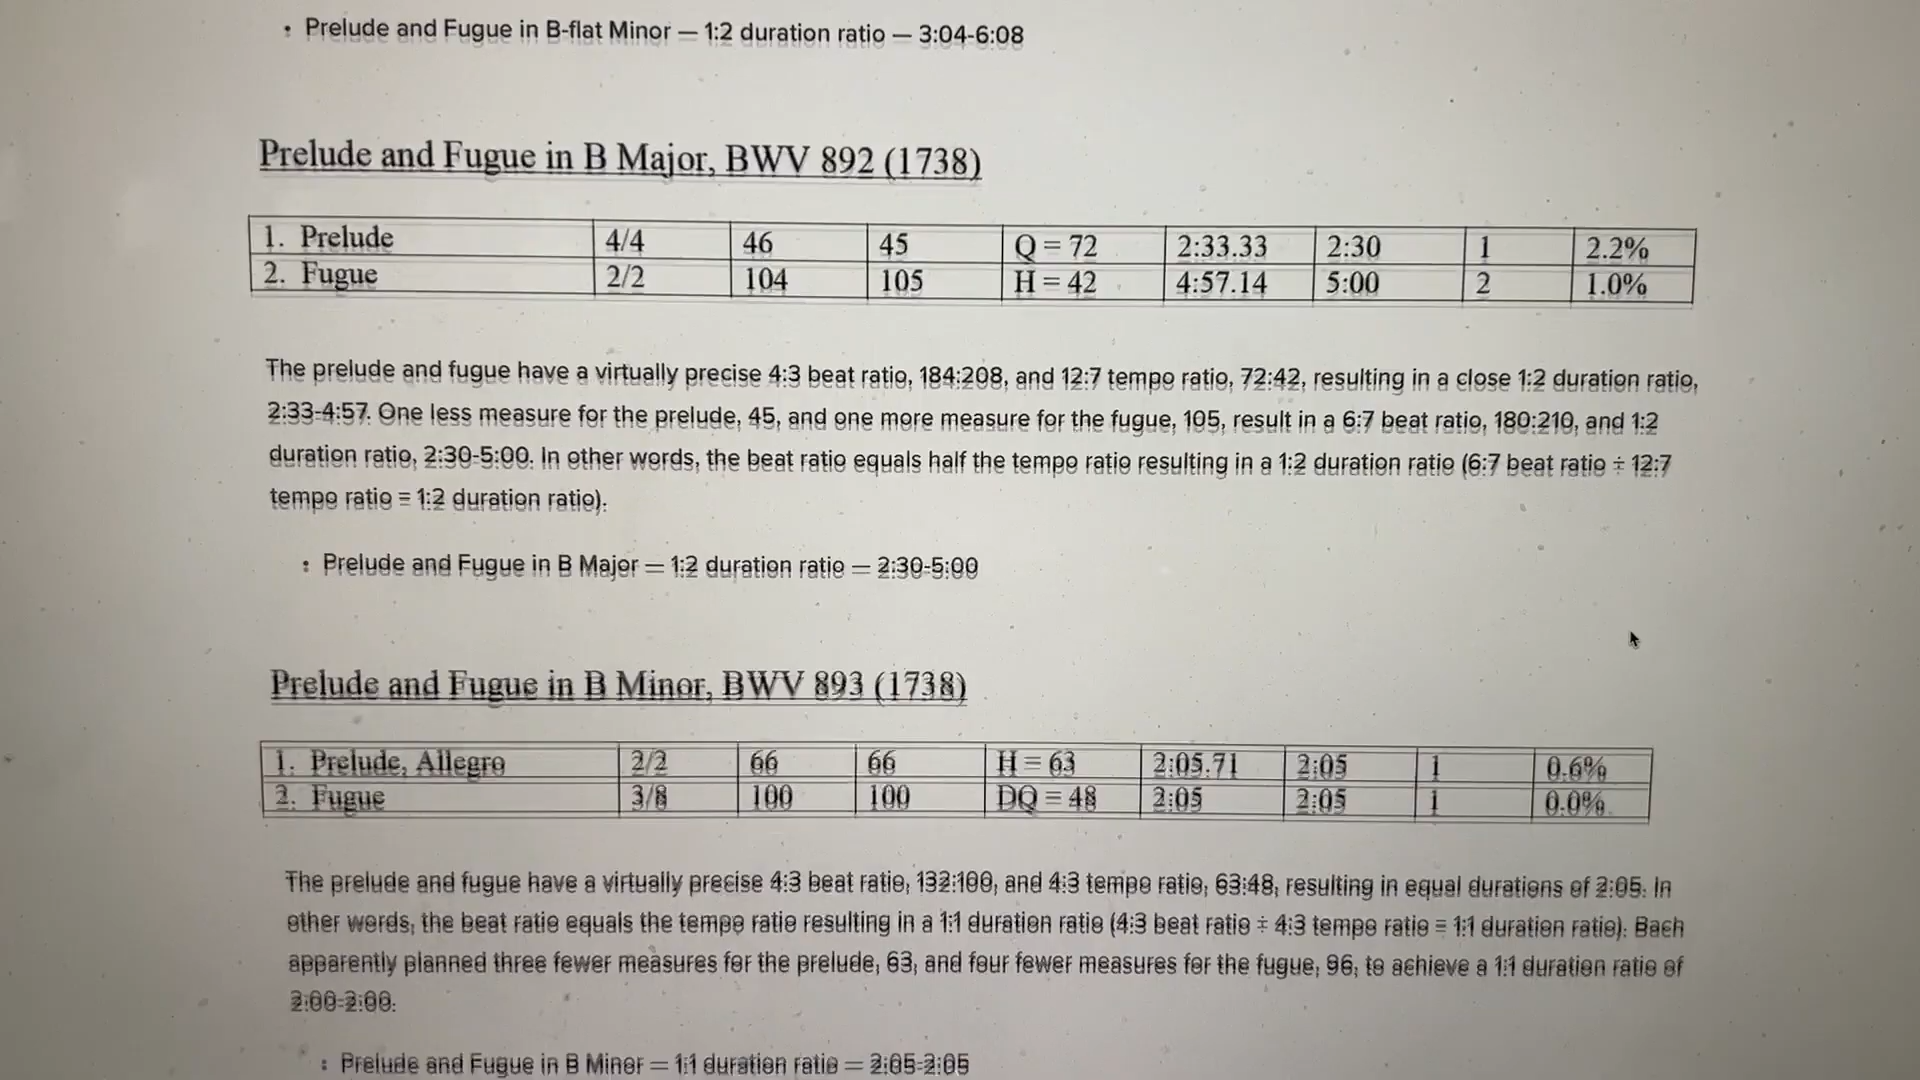 • Prelude and Fugue in B-flat Minor — 1:2 duration ratio — 3:04-6:08
Prelude and Fugue in B Major, BWV 892 (1738)
1. Prelude 4/4 46 45 Q = 72 2:33.33 2:30 1 2.2%
2. Fugue 2/2 104 105 H = 42 4:57.14 5:00 2 1.0%
The prelude and fugue have a virtually precise 4:3 beat ratio, 184:208, and 12:7 tempo ratio, 72:42, resulting in a close 1:2 duration ratio,
2:33-4:57. One less measure for the prelude, 45, and one more measure for the fugue, 105, result in a 6:7 beat ratio, 180:210, and 1:2
duration ratio, 2:30-5:00. In other words, the beat ratio equals half the tempo ratio resulting in a 1:2 duration ratio (6:7 beat ratio ÷ 12:7
tempo ratio = 1:2 duration ratio).
• Prelude and Fugue in B Major — 1:2 duration ratio — 2:30-5:00
Prelude and Fugue in B Minor, BWV 893 (1738)
1. Prelude, Allegro 2/2 66 66 H = 63 2:05.71 2:05 1 0.6%
2. Fugue 3/8 100 100 DQ = 48 2:05 2:05 1 0.0%
The prelude and fugue have a virtually precise 4:3 beat ratio, 132:100, and 4:3 tempo ratio, 63:48, resulting in equal durations of 2:05. In
other words, the beat ratio equals the tempo ratio resulting in a 1:1 duration ratio (4:3 beat ratio ÷ 4:3 tempo ratio = 1:1 duration ratio). Bach
apparently planned three fewer measures for the prelude, 63, and four fewer measures for the fugue, 96, to achieve a 1:1 duration ratio of
2:00-2:00.
• Prelude and Fugue in B Minor — 1:1 duration ratio — 2:05-2:05